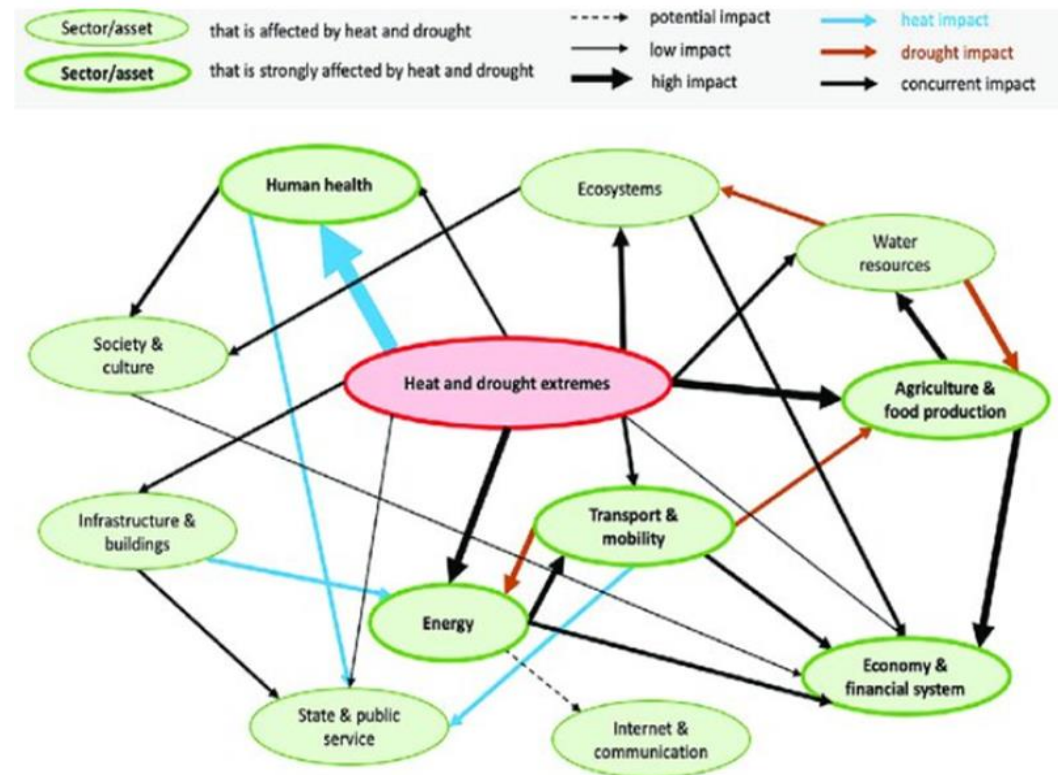 Sector/asset that is affected by heat and drought
Sector/asset that is strongly affected by heat and drought
potential impact
low impact
high impact
heat impact
drought impact
concurrent impact
Human health
Ecosystems
Water
resources
Society &
culture
Heat and drought extremes
Agriculture &
food production
Infrastructure &
buildings
Transport &
mobility
Energy
Economy &
financial system
State & public
service
Internet &
communication